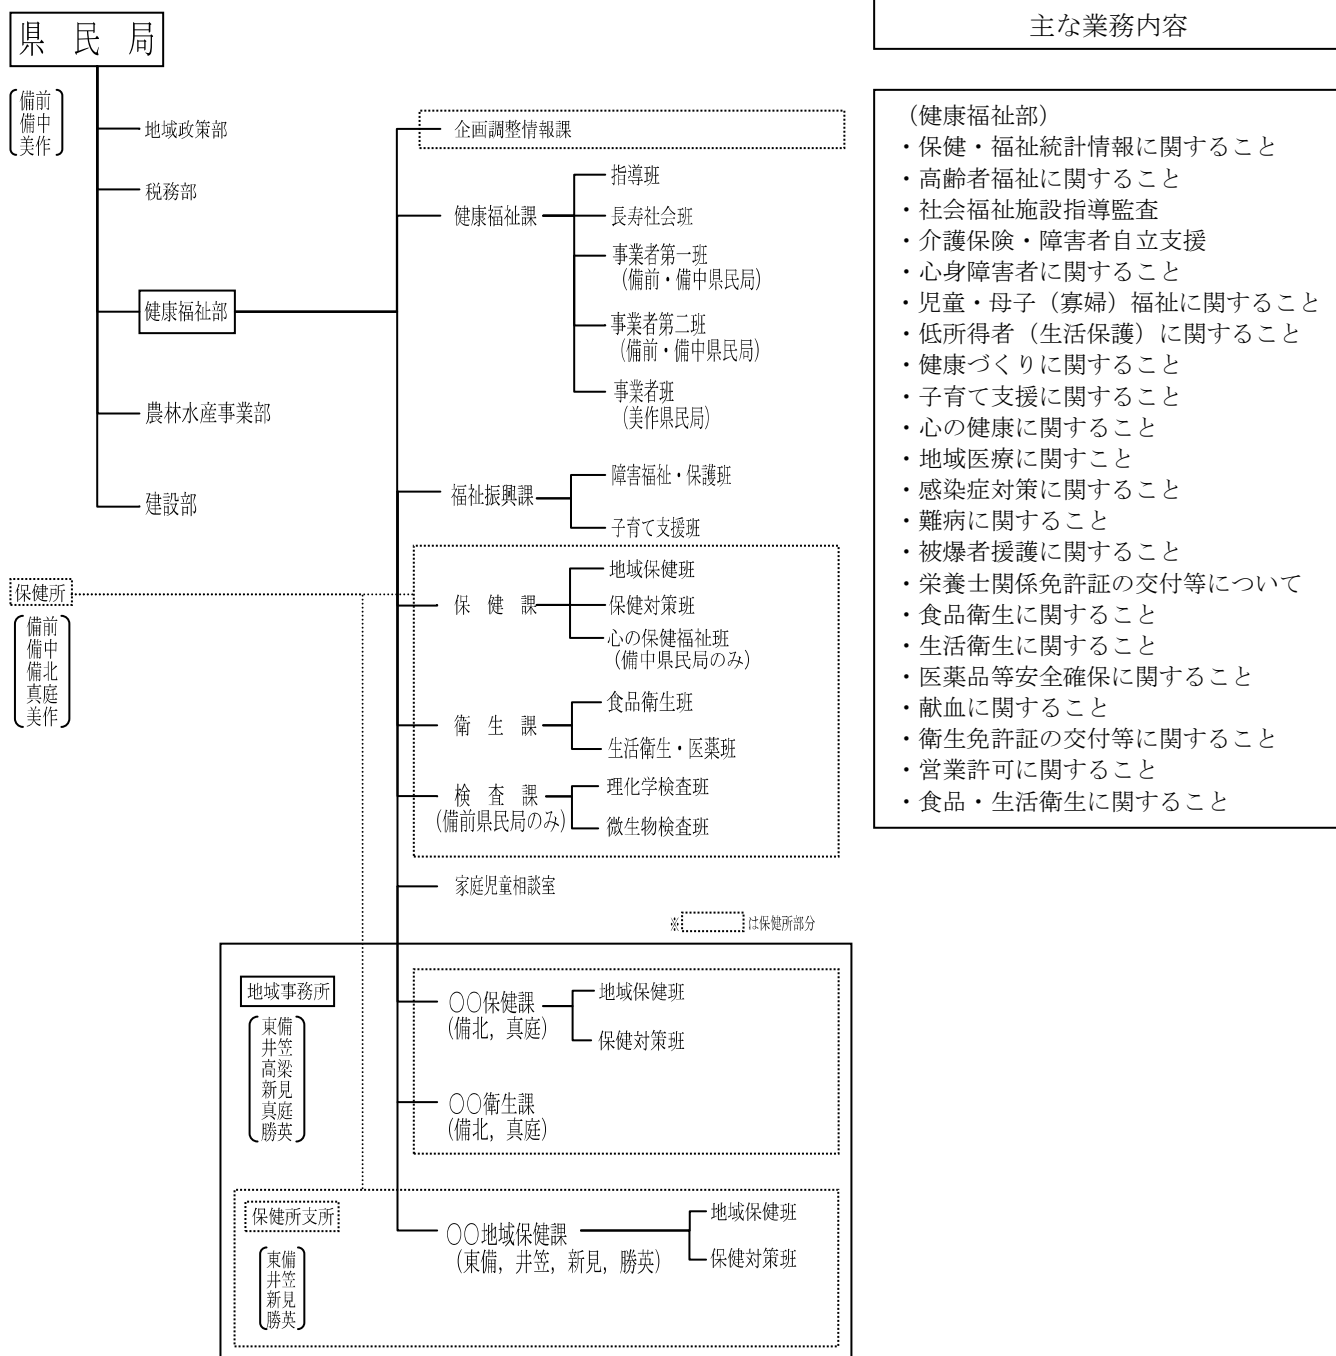 県 民 局
備前
備中
美作
地域政策部
税務部
健康福祉部
農林水産事業部
建設部
企画調整情報課
健康福祉課
指導班
長寿社会班
事業者第一班
(備前・備中県民局)
事業者第二班
(備前・備中県民局)
事業者班
(美作県民局)
福祉振興課
障害福祉・保護班
子育て支援班
保健所
備前
備中
備北
真庭
美作
保 健 課
地域保健班
保健対策班
心の保健福祉班
(備中県民局のみ)
衛 生 課
食品衛生班
生活衛生・医薬班
検 査 課
(備前県民局のみ)
理化学検査班
微生物検査班
家庭児童相談室
※ は保健所部分
地域事務所
東備
井笠
高梁
新見
真庭
勝英
○○保健課
(備北，真庭)
地域保健班
保健対策班
○○衛生課
(備北，真庭)
保健所支所
東備
井笠
新見
勝英
○○地域保健課
(東備，井笠，新見，勝英)
地域保健班
保健対策班
主な業務内容
（健康福祉部）
・保健・福祉統計情報に関すること
・高齢者福祉に関すること
・社会福祉施設指導監査
・介護保険・障害者自立支援
・心身障害者に関すること
・児童・母子（寡婦）福祉に関すること
・低所得者（生活保護）に関すること
・健康づくりに関すること
・子育て支援に関すること
・心の健康に関すること
・地域医療に関すこと
・感染症対策に関すること
・難病に関すること
・被爆者援護に関すること
・栄養士関係免許証の交付等について
・食品衛生に関すること
・生活衛生に関すること
・医薬品等安全確保に関すること
・献血に関すること
・衛生免許証の交付等に関すること
・営業許可に関すること
・食品・生活衛生に関すること